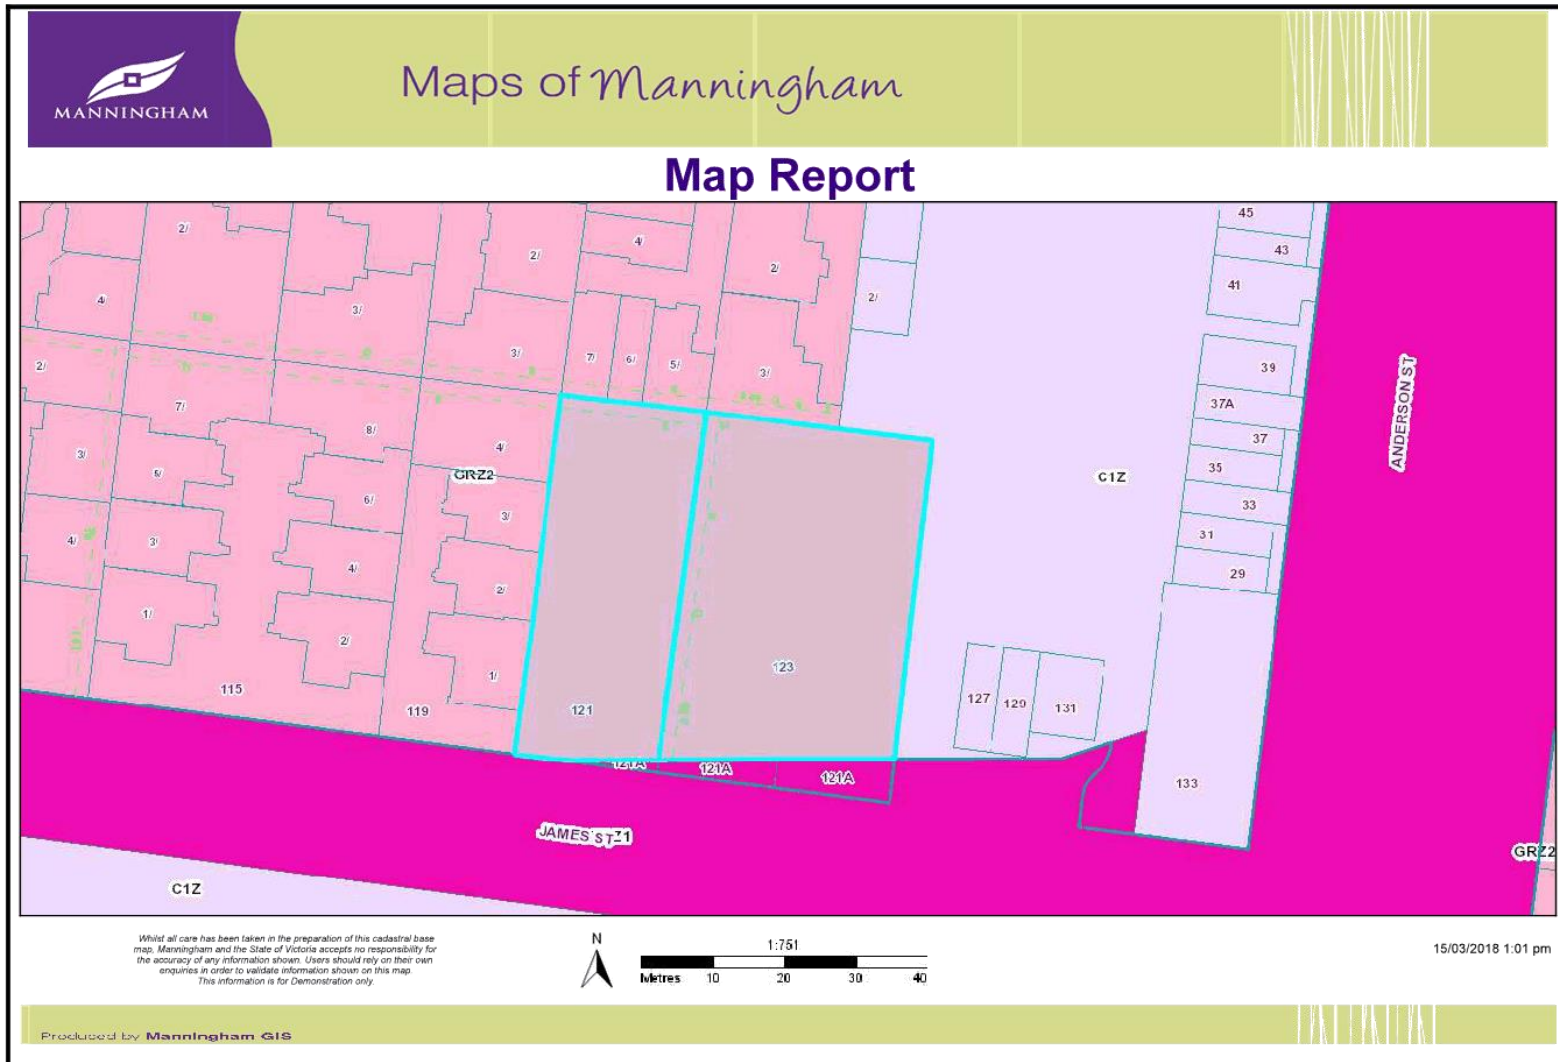 MANNINGHAM
Maps of Manningham
Map Report
2/
4/
2/
2/
4/
3/
2/
2/
45
43
41
39
37A
37
35
33
31
29
2/
7/
8/
3/
7/
6/
5/
3/
4/
GRZ2
C1Z
ANDERSON ST
3/
5/
6/
3/
4/
3/
4/
2/
1/
2/
1/
115
119
121
123
127
129
131
133
121A
121A
121A
JAMES ST
Z1
C1Z
GRZ2
Whilst all care has been taken in the preparation of this cadastral base
map, Manningham and the State of Victoria accepts no responsibility for
the accuracy of any information shown. Users should rely on their own
enquiries in order to validate information shown on this map
This information is for Demonstration only.
N
1:751
Metres 10 20 30 40
15/03/2018 1:01 pm
Produced by Manningham GIS